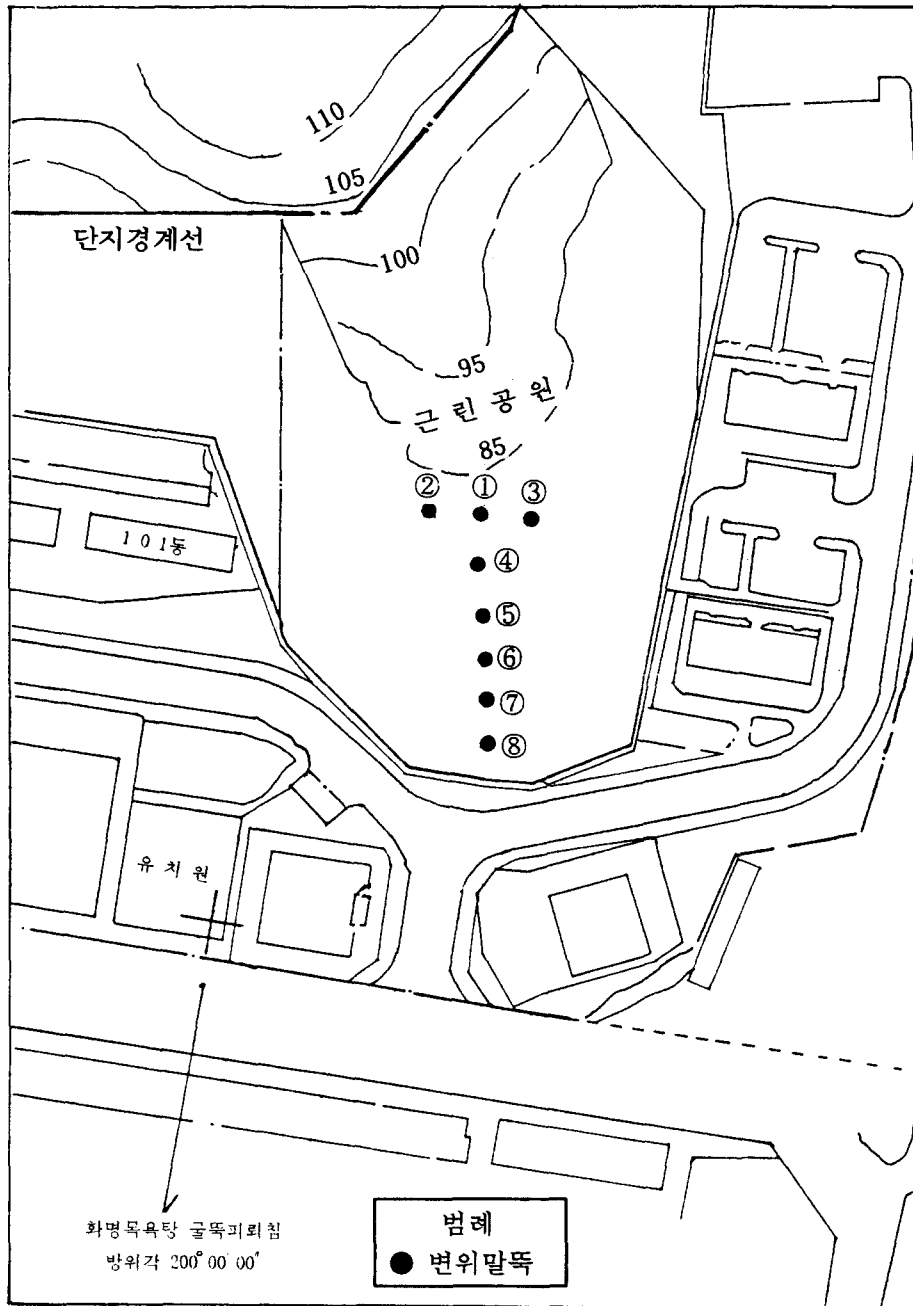 110
105
단지경계선
100
95
근린공원
85
② ① ③
④
101동
⑤
⑥
⑦
⑧
유치원
화명목욕탕 굴뚝피뢰침
방위각 200° 00′ 00″
범례
● 변위말뚝